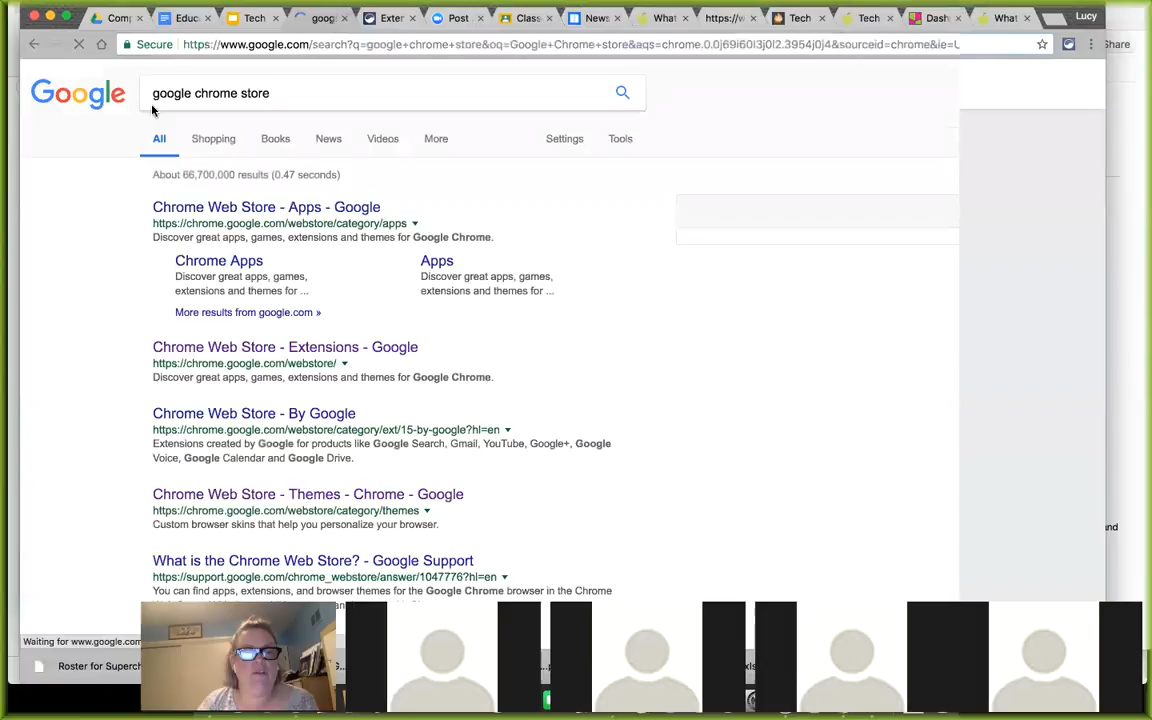 Comp
Educ
Tech
goog
Exter
Post
Class
News
What
https://w
Tech
Tech
Dash
What
Lucy
Secure https://www.google.com/search?q=google+chrome+store&oq=Google+Chrome+store&aqs=chrome.0.0j69i60l3j0l2.3954j0j4&sourceid=chrome&ie=U
Share
Google
google chrome store
All Shopping Books News Videos More Settings Tools
About 66,700,000 results (0.47 seconds)
Chrome Web Store - Apps - Google
https://chrome.google.com/webstore/category/apps
Discover great apps, games, extensions and themes for Google Chrome.
Chrome Apps
Discover great apps, games,
extensions and themes for ...
Apps
Discover great apps, games,
extensions and themes for ...
More results from google.com »
Chrome Web Store - Extensions - Google
https://chrome.google.com/webstore/
Discover great apps, games, extensions and themes for Google Chrome.
Chrome Web Store - By Google
https://chrome.google.com/webstore/category/ext/15-by-google?hl=en
Extensions created by Google for products like Google Search, Gmail, YouTube, Google+, Google
Voice, Google Calendar and Google Drive.
Chrome Web Store - Themes - Chrome - Google
https://chrome.google.com/webstore/category/themes
Custom browser skins that help you personalize your browser.
and
What is the Chrome Web Store? - Google Support
https://support.google.com/chrome_webstore/answer/1047776?hl=en
You can find apps, extensions, and browser themes for the Google Chrome browser in the Chrome
Waiting for www.google.com
Roster for Superch